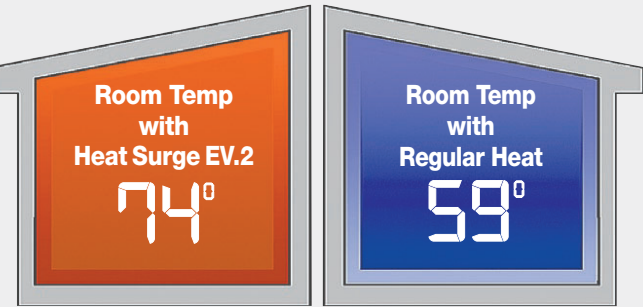 Room Temp
with
Heat Surge EV.2
74°
Room Temp
with
Regular Heat
59°